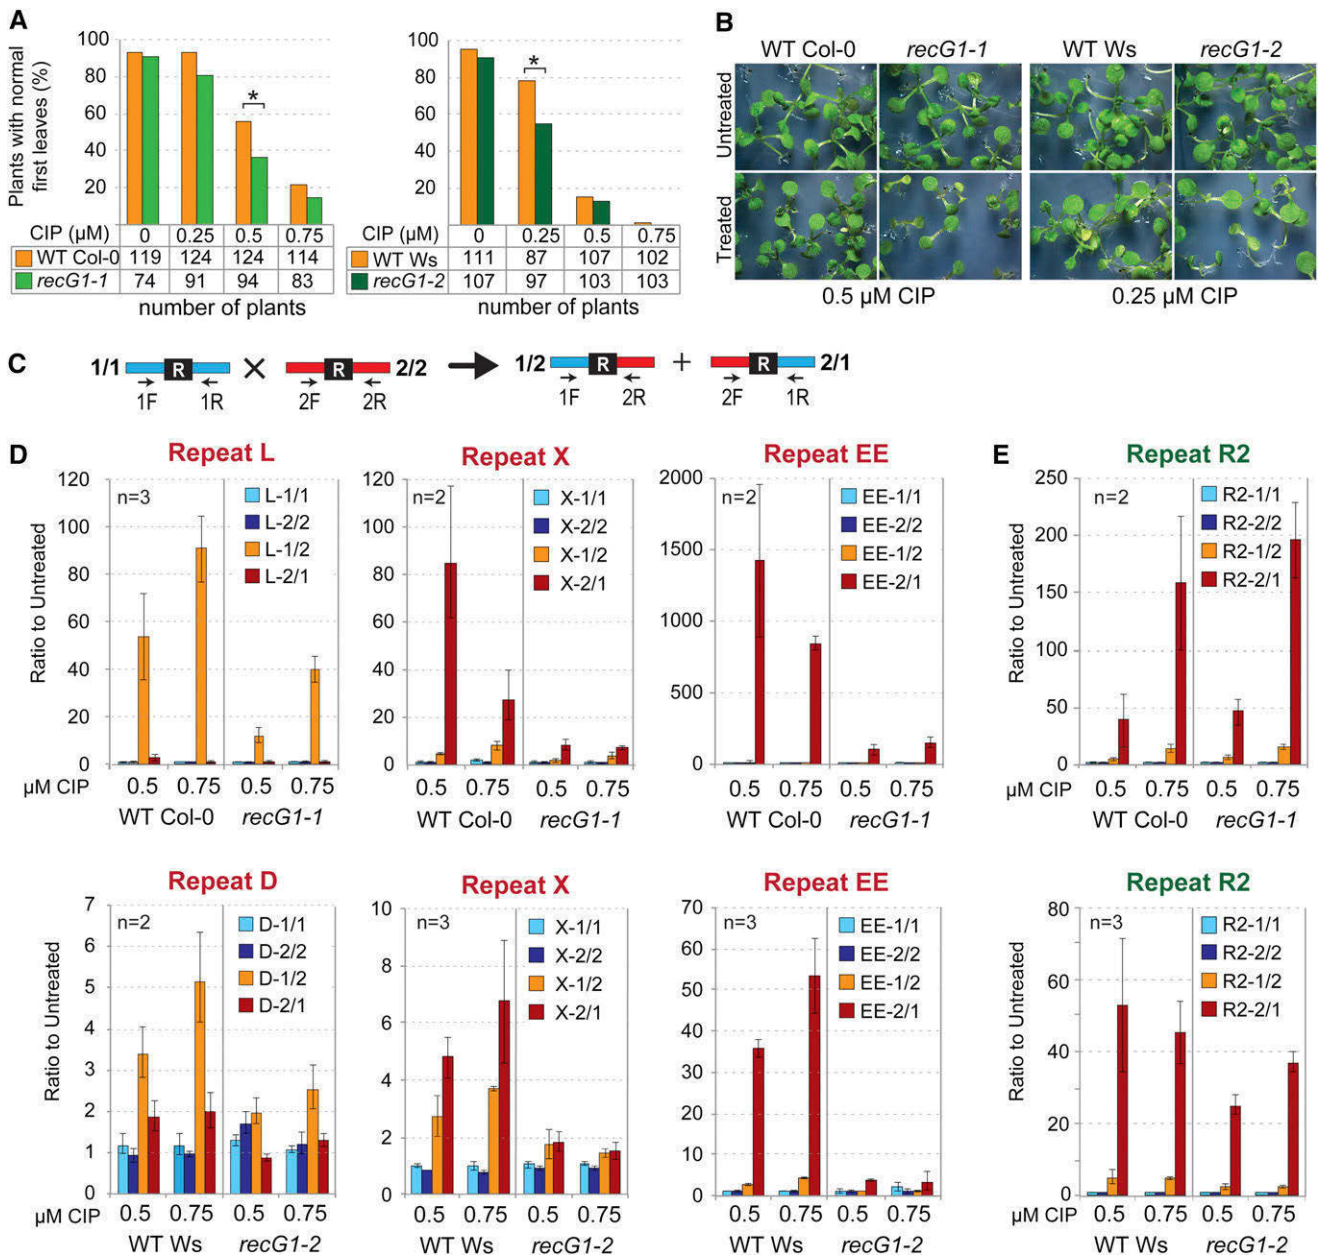 A
Plants with normal
first leaves (%)
100
80
60
40
20
*
CIP (µM)
0 0.25 0.5 0.75
WT Col-0 119 124 124 114
recG1-1 74 91 94 83
number of plants
100
80
60
40
20
*
CIP (µM)
0 0.25 0.5 0.75
WT Ws 111 87 107 102
recG1-2 107 97 103 103
number of plants
B
WT Col-0 recG1-1 WT Ws recG1-2
Untreated
Treated
0.5 µM CIP 0.25 µM CIP
C
1/1 R × R 2/2 1/2 R + R 2/1
1F 1R 2F 2R 1F 2R 2F 1R
D
Repeat L
Ratio to Untreated
120
100
80
60
40
20
0
n=3
L-1/1
L-2/2
L-1/2
L-2/1
µM CIP 0.5 0.75 0.5 0.75
WT Col-0 recG1-1
Repeat X
120
100
80
60
40
20
0
n=2
X-1/1
X-2/2
X-1/2
X-2/1
0.5 0.75 0.5 0.75
WT Col-0 recG1-1
Repeat EE
2000
1500
1000
500
0
n=2
EE-1/1
EE-2/2
EE-1/2
EE-2/1
0.5 0.75 0.5 0.75
WT Col-0 recG1-1
E
Repeat R2
Ratio to Untreated
250
200
150
100
50
0
n=2
R2-1/1
R2-2/2
R2-1/2
R2-2/1
µM CIP 0.5 0.75 0.5 0.75
WT Col-0 recG1-1
Repeat D
Ratio to Untreated
7
6
5
4
3
2
1
0
n=2
D-1/1
D-2/2
D-1/2
D-2/1
µM CIP 0.5 0.75 0.5 0.75
WT Ws recG1-2
Repeat X
10
8
6
4
2
0
n=3
X-1/1
X-2/2
X-1/2
X-2/1
0.5 0.75 0.5 0.75
WT Ws recG1-2
Repeat EE
70
60
50
40
30
20
10
0
n=3
EE-1/1
EE-2/2
EE-1/2
EE-2/1
0.5 0.75 0.5 0.75
WT Ws recG1-2
Repeat R2
Ratio to Untreated
80
60
40
20
0
n=3
R2-1/1
R2-2/2
R2-1/2
R2-2/1
µM CIP 0.5 0.75 0.5 0.75
WT Ws recG1-2